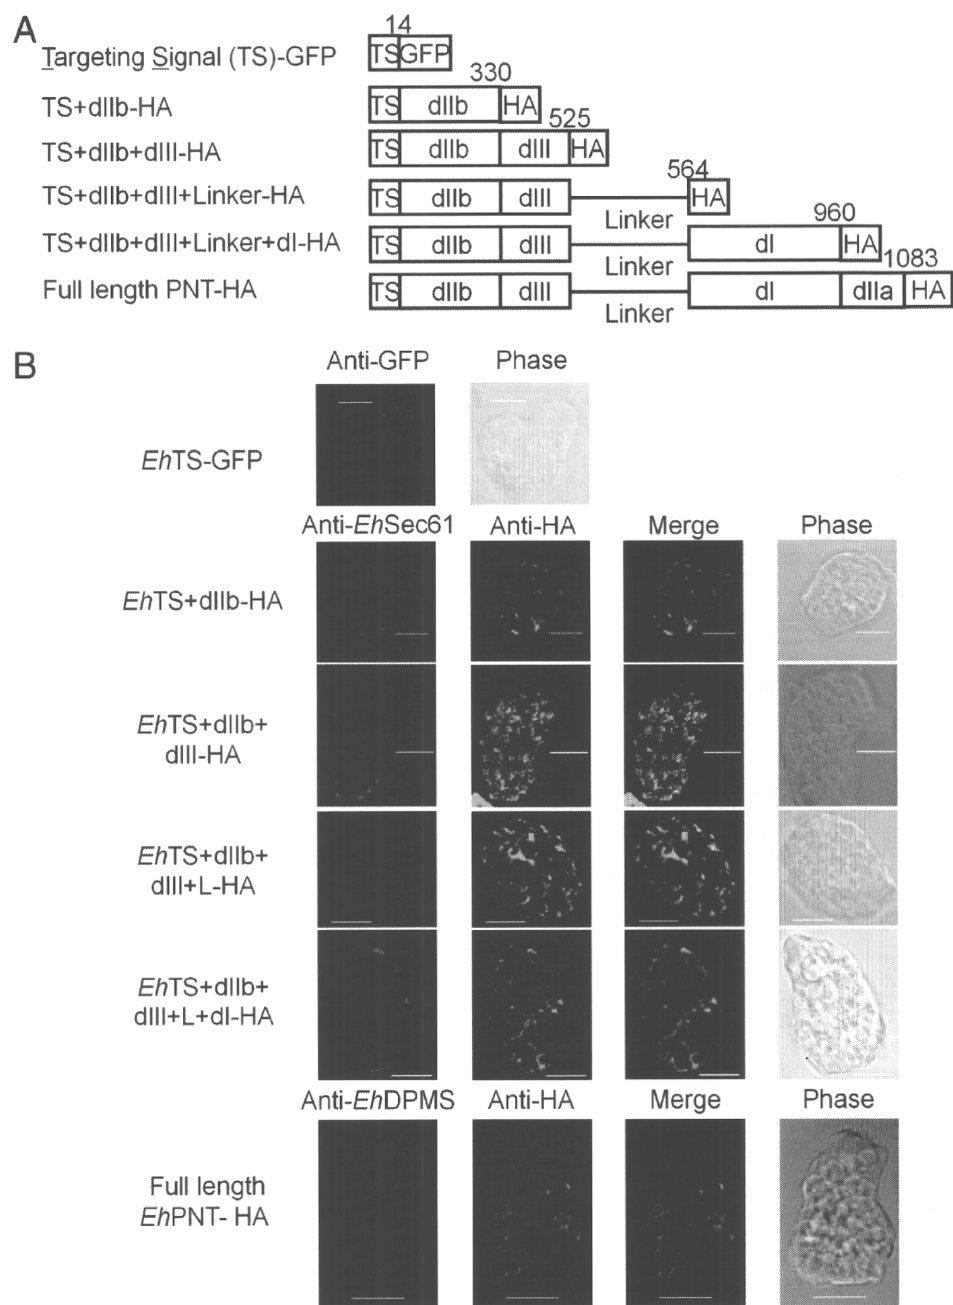 A
14
Targeting Signal (TS)-GFP
TS GFP
330
TS+dIIb-HA
TS dIIb HA
525
TS+dIIb+dIII-HA
TS dIIb dIII HA
564
TS+dIIb+dIII+Linker-HA
TS dIIb dIII HA
Linker
960
TS+dIIb+dIII+Linker+dI-HA
TS dIIb dIII dI HA
Linker
1083
Full length PNT-HA
TS dIIb dIII dI dIIa HA
Linker
B
Anti-GFP Phase
EhTS-GFP
Anti-EhSec61 Anti-HA Merge Phase
EhTS+dIIb-HA
EhTS+dIIb+
dIII-HA
EhTS+dIIb+
dIII+L-HA
EhTS+dIIb+
dIII+L+dI-HA
Anti-EhDPMS Anti-HA Merge Phase
Full length
EhPNT- HA